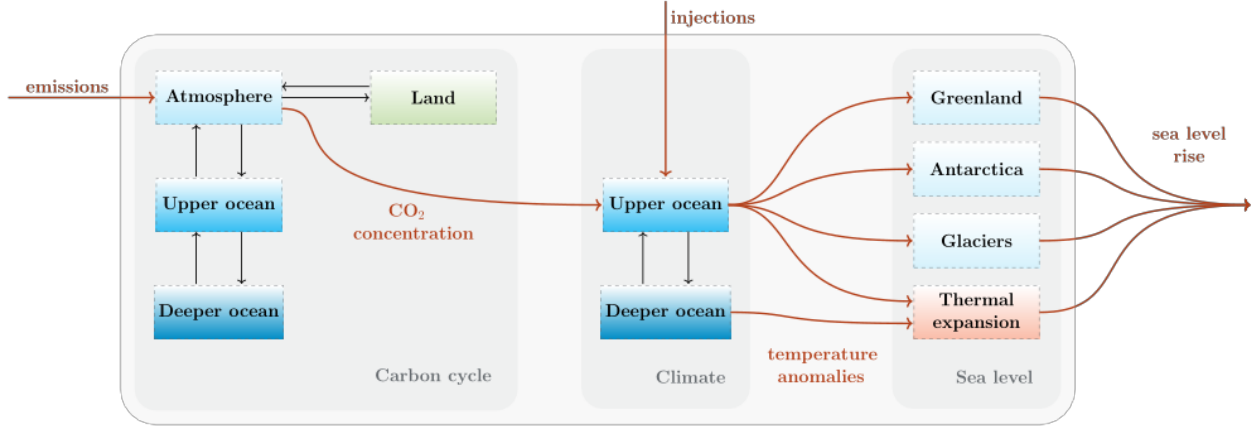 injections
emissions
Atmosphere
Land
Greenland
sea level
rise
Antarctica
Upper ocean
CO₂
concentration
Upper ocean
Glaciers
Deeper ocean
Deeper ocean
Thermal
expansion
temperature
anomalies
Carbon cycle
Climate
Sea level